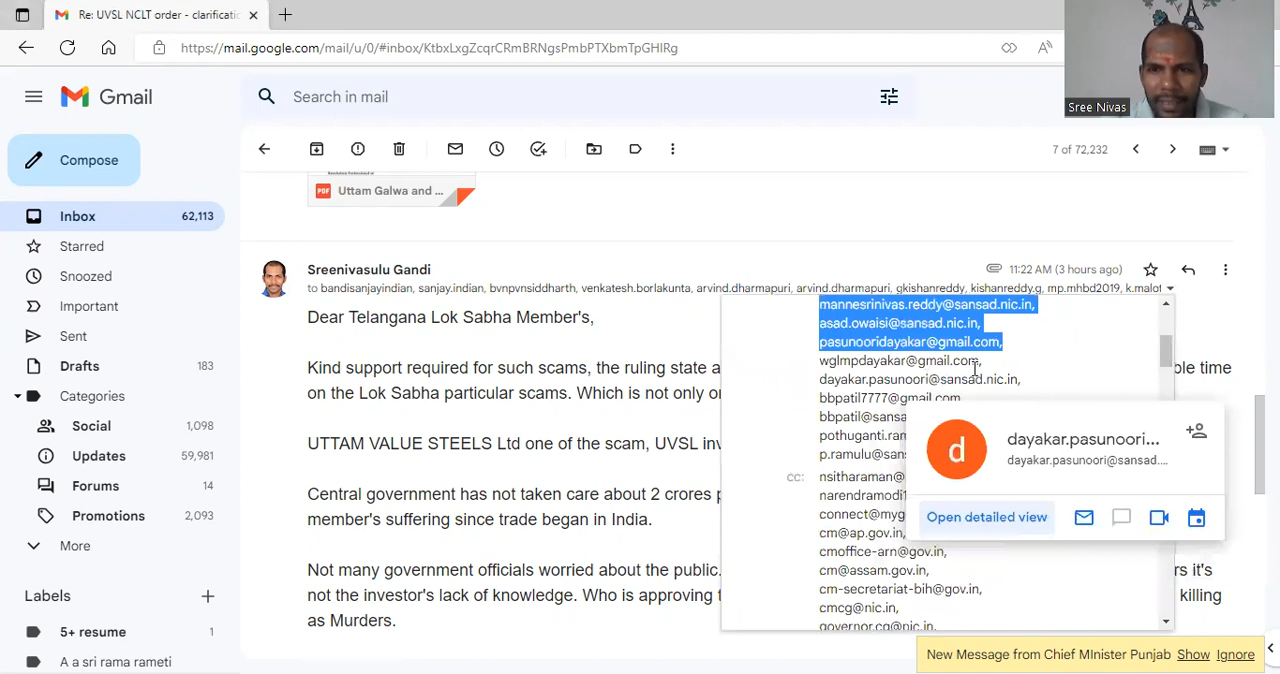 Re: UVSL NCLT order - clarificati
https://mail.google.com/mail/u/0/#inbox/KtbxLxgZcqrCRmBRNgsPmbPTXbmTpGHlRg
Sree Nivas
Gmail
Search in mail
Compose
7 of 72,232
Inbox 62,113
Starred
Snoozed
Important
Sent
Drafts 183
Categories
Social 1,098
Updates 59,981
Forums 14
Promotions 2,093
More
Labels
5+ resume 1
A a sri rama rameti
PDF Uttam Galwa and ...
Sreenivasulu Gandi
11:22 AM (3 hours ago)
to bandisanjayindian, sanjay.indian, bvnpvnsiddharth, venkatesh.borlakunta, arvind.dharmapuri, arvind.dharmapuri, gkishanreddy, kishanreddy.g, mp.mhbd2019, k.malot
Dear Telangana Lok Sabha Member's,
Kind support required for such scams, the ruling state a
ble time
on the Lok Sabha particular scams. Which is not only o
UTTAM VALUE STEELS Ltd one of the scam, UVSL inv
Central government has not taken care about 2 crores p
member's suffering since trade began in India.
Not many government officials worried about the public.
rs it's
not the investor's lack of knowledge. Who is approving t
killing
as Murders.
mannesrinivas.reddy@sansad.nic.in,
asad.owaisi@sansad.nic.in,
pasunooridayakar@gmail.com,
wglmpdayakar@gmail.com,
dayakar.pasunoori@sansad.nic.in,
bbpatil7777@gmail.com
bbpatil@sansa
pothuganti.ram
p.ramulu@sans
cc: nsitharaman@
narendramodi1
connect@myg
cm@ap.gov.in,
cmoffice-arn@gov.in,
cm@assam.gov.in,
cm-secretariat-bih@gov.in,
cmcg@nic.in,
governor.cg@nic.in,
d
dayakar.pasunoori...
dayakar.pasunoori@sansad....
Open detailed view
New Message from Chief MInister Punjab Show Ignore